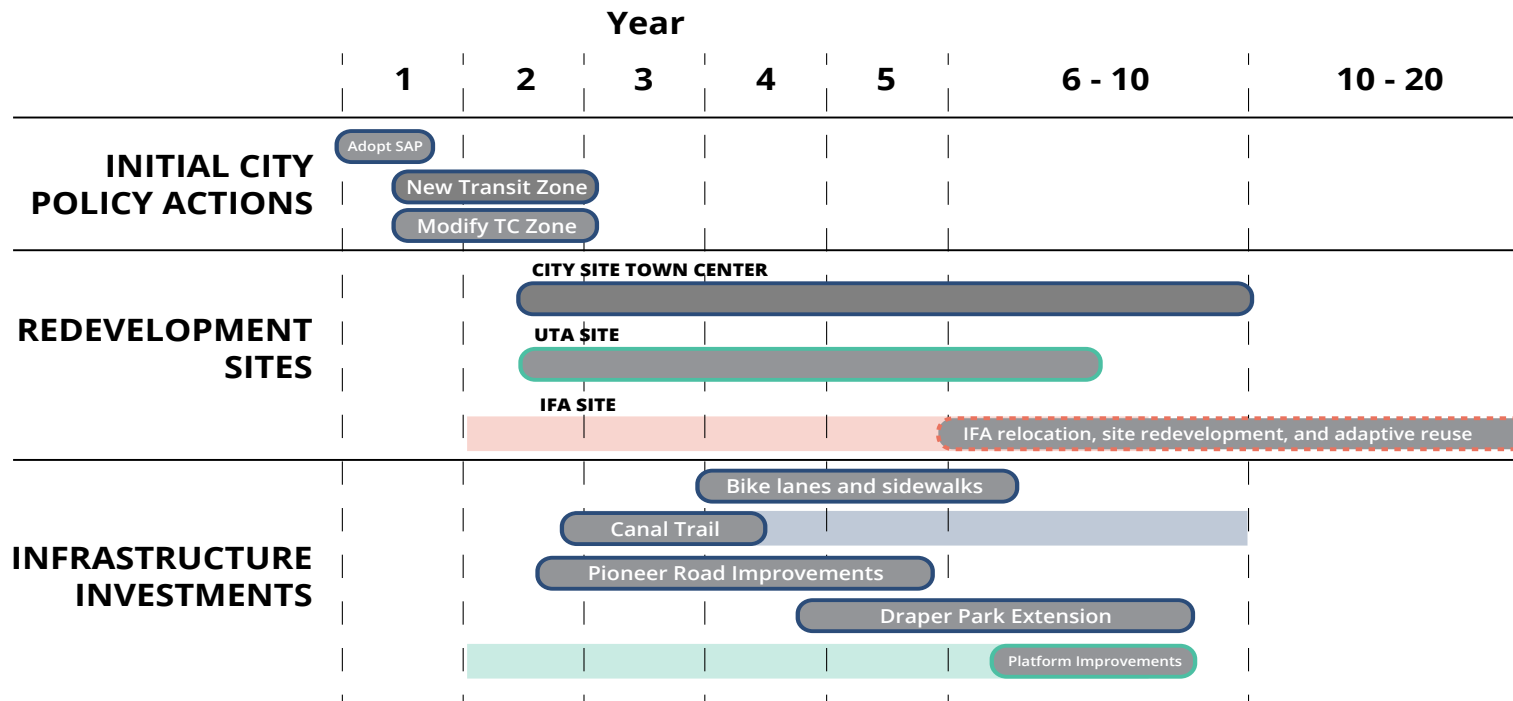 Year
1 2 3 4 5 6 - 10 10 - 20
INITIAL CITY
POLICY ACTIONS
Adopt SAP
New Transit Zone
Modify TC Zone
REDEVELOPMENT
SITES
CITY SITE TOWN CENTER
UTA SITE
IFA SITE
IFA relocation, site redevelopment, and adaptive reuse
INFRASTRUCTURE
INVESTMENTS
Bike lanes and sidewalks
Canal Trail
Pioneer Road Improvements
Draper Park Extension
Platform Improvements